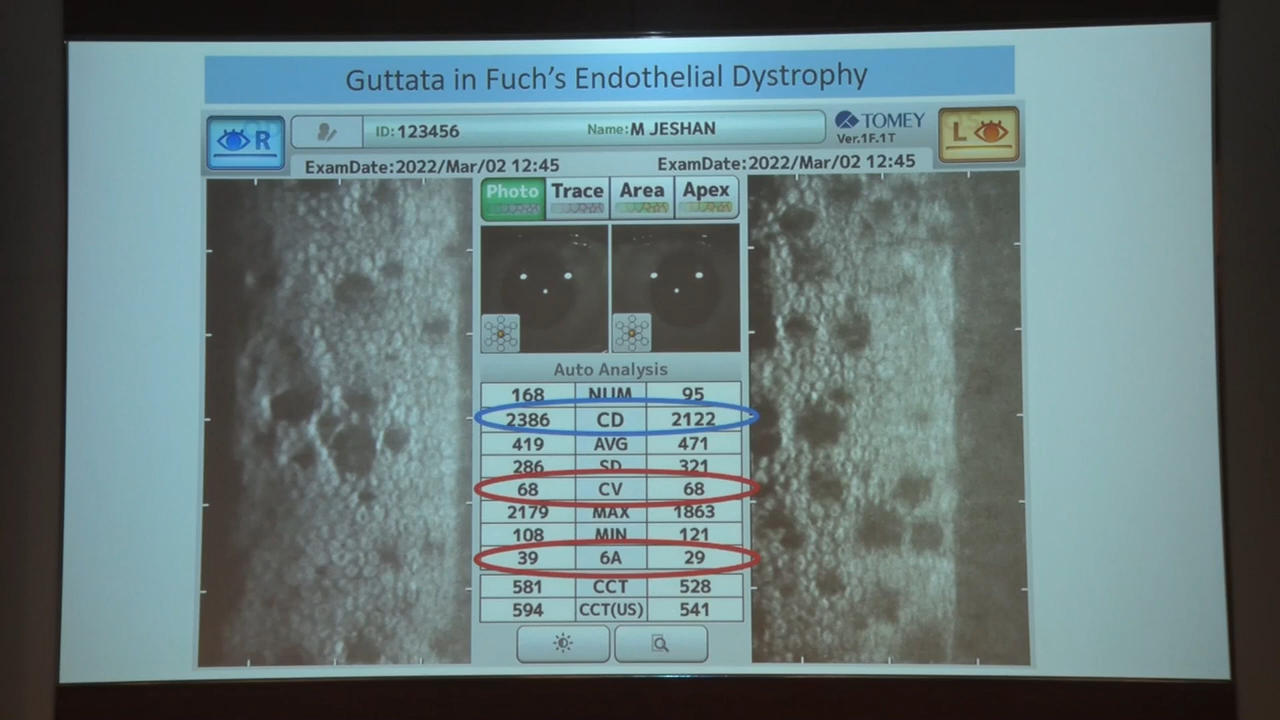 Guttata in Fuch's Endothelial Dystrophy
R
ID: 123456
Name: M JESHAN
TOMEY
Ver.1F.1T
L
ExamDate:2022/Mar/02 12:45
ExamDate:2022/Mar/02 12:45
Photo Trace Area Apex
Auto Analysis
168 NUM 95
2386 CD 2122
419 AVG 471
286 SD 321
68 CV 68
2179 MAX 1863
108 MIN 121
39 6A 29
581 CCT 528
594 CCT(US) 541